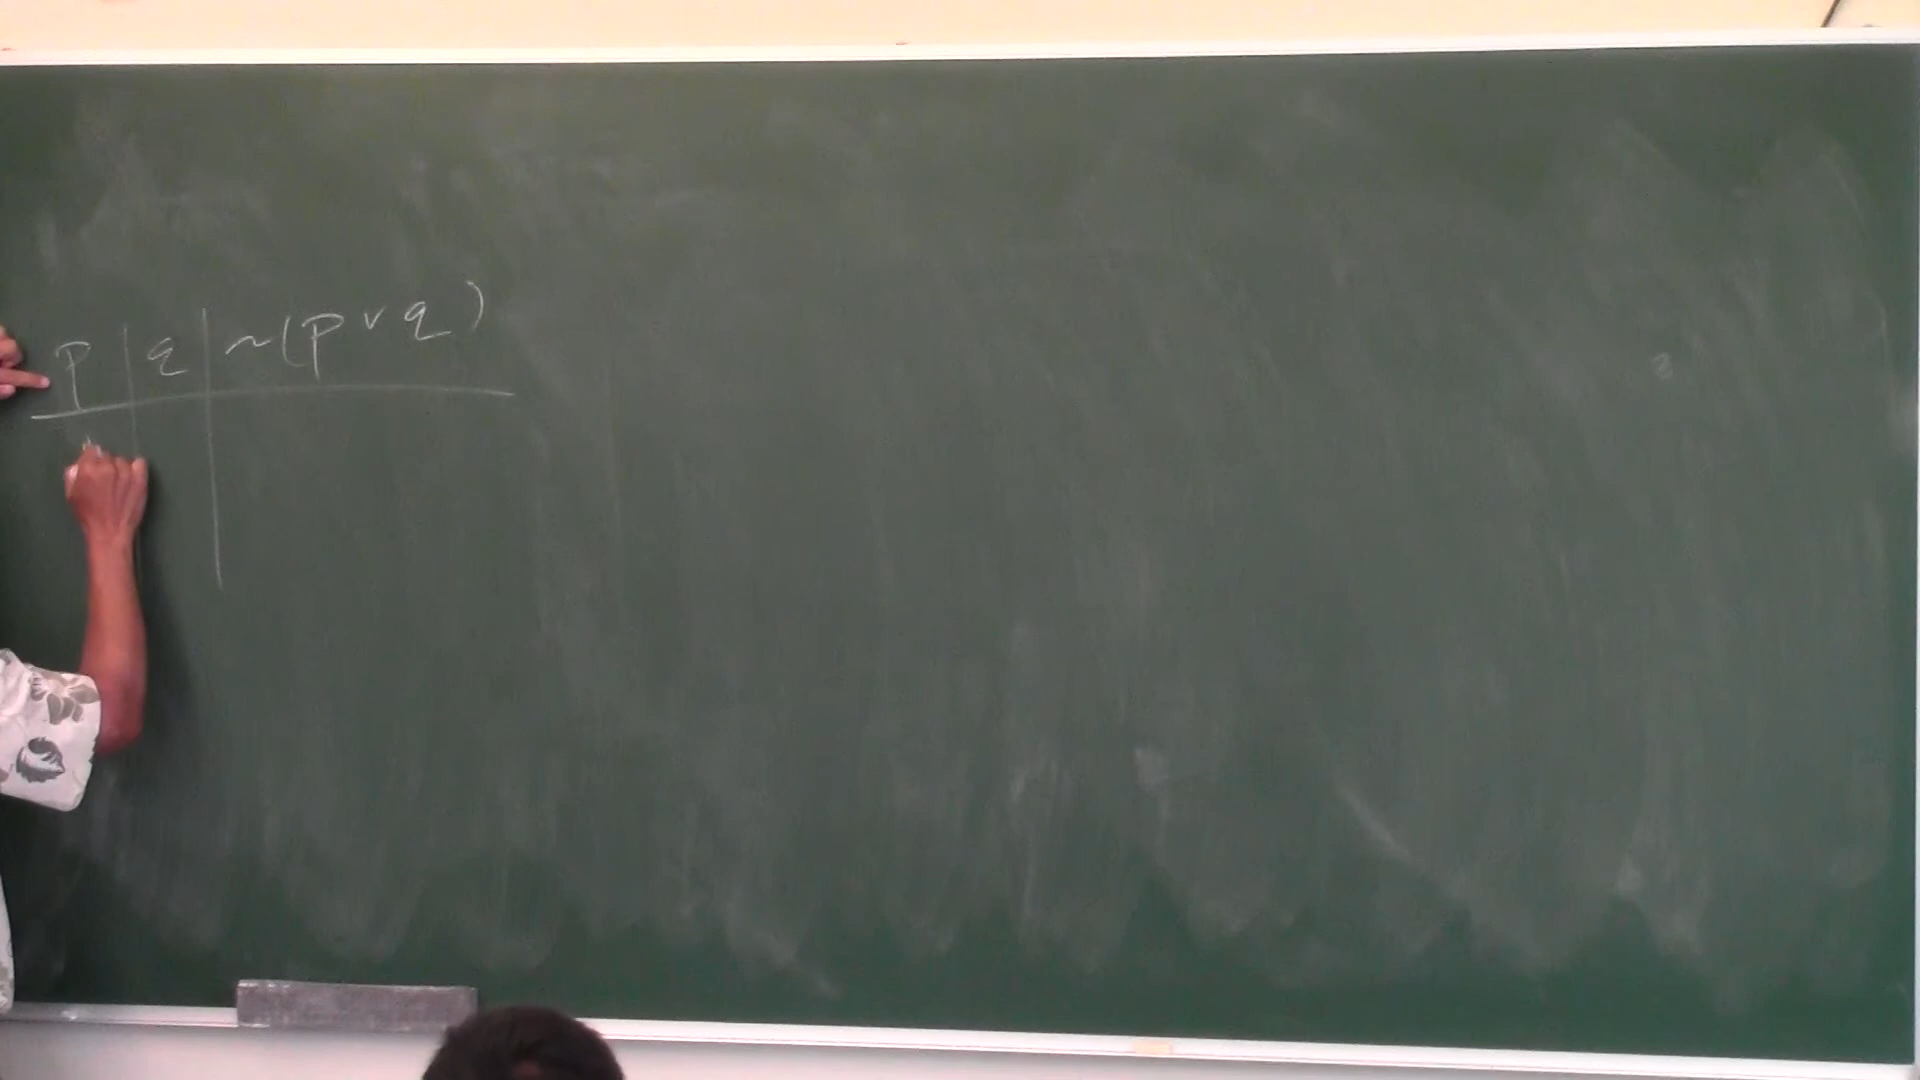 p | q | ~(p ∨ q)